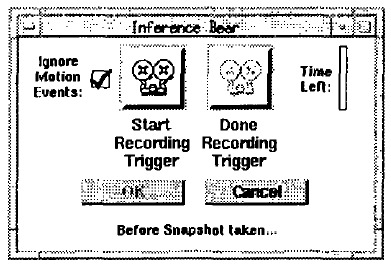 Inference Bear
Ignore
Motion
Events:
Time
Left:
Start
Recording
Trigger
Done
Recording
Trigger
OK
Cancel
Before Snapshot taken...